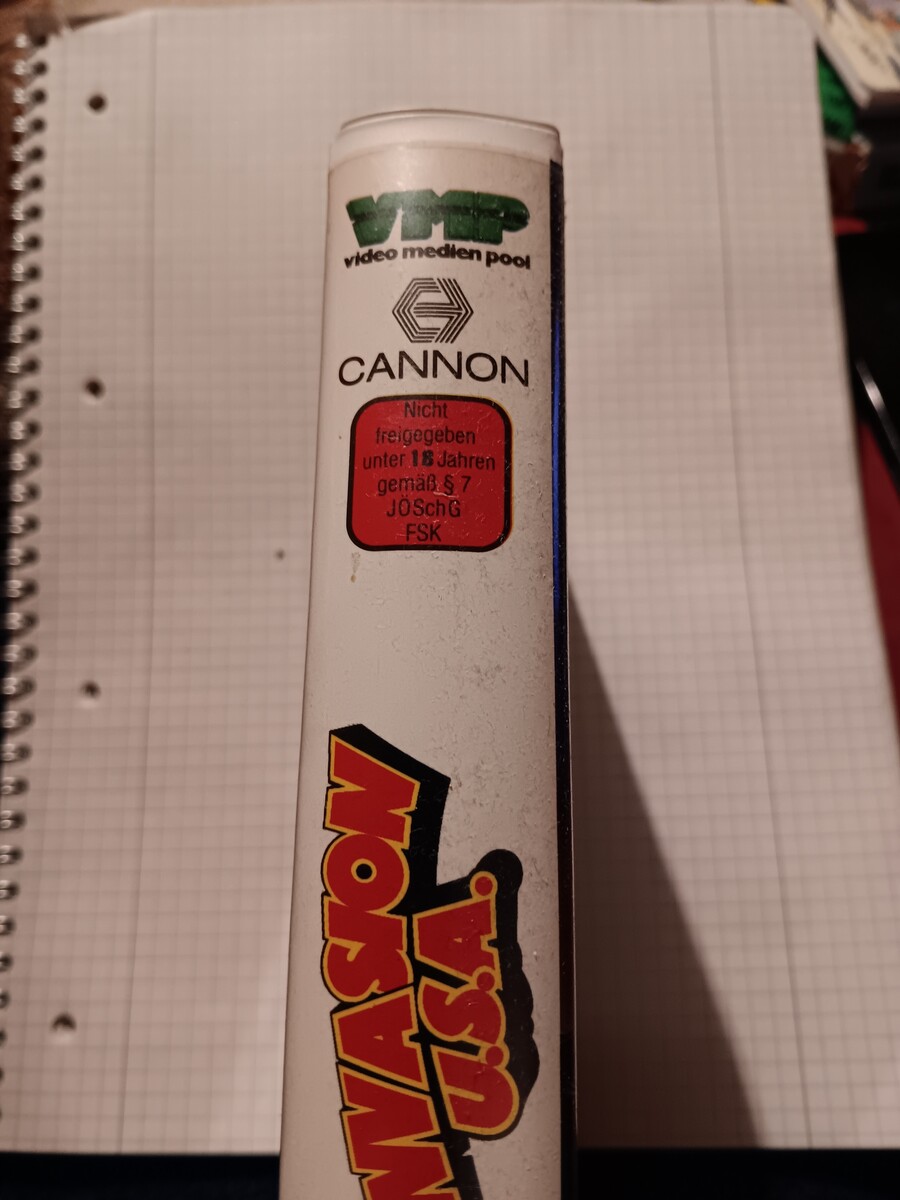 VMP
video medien pool
CANNON
Nicht
freigegeben
unter 18 Jahren
gemäß § 7
JÖSchG
FSK
INVASION
U.S.A.